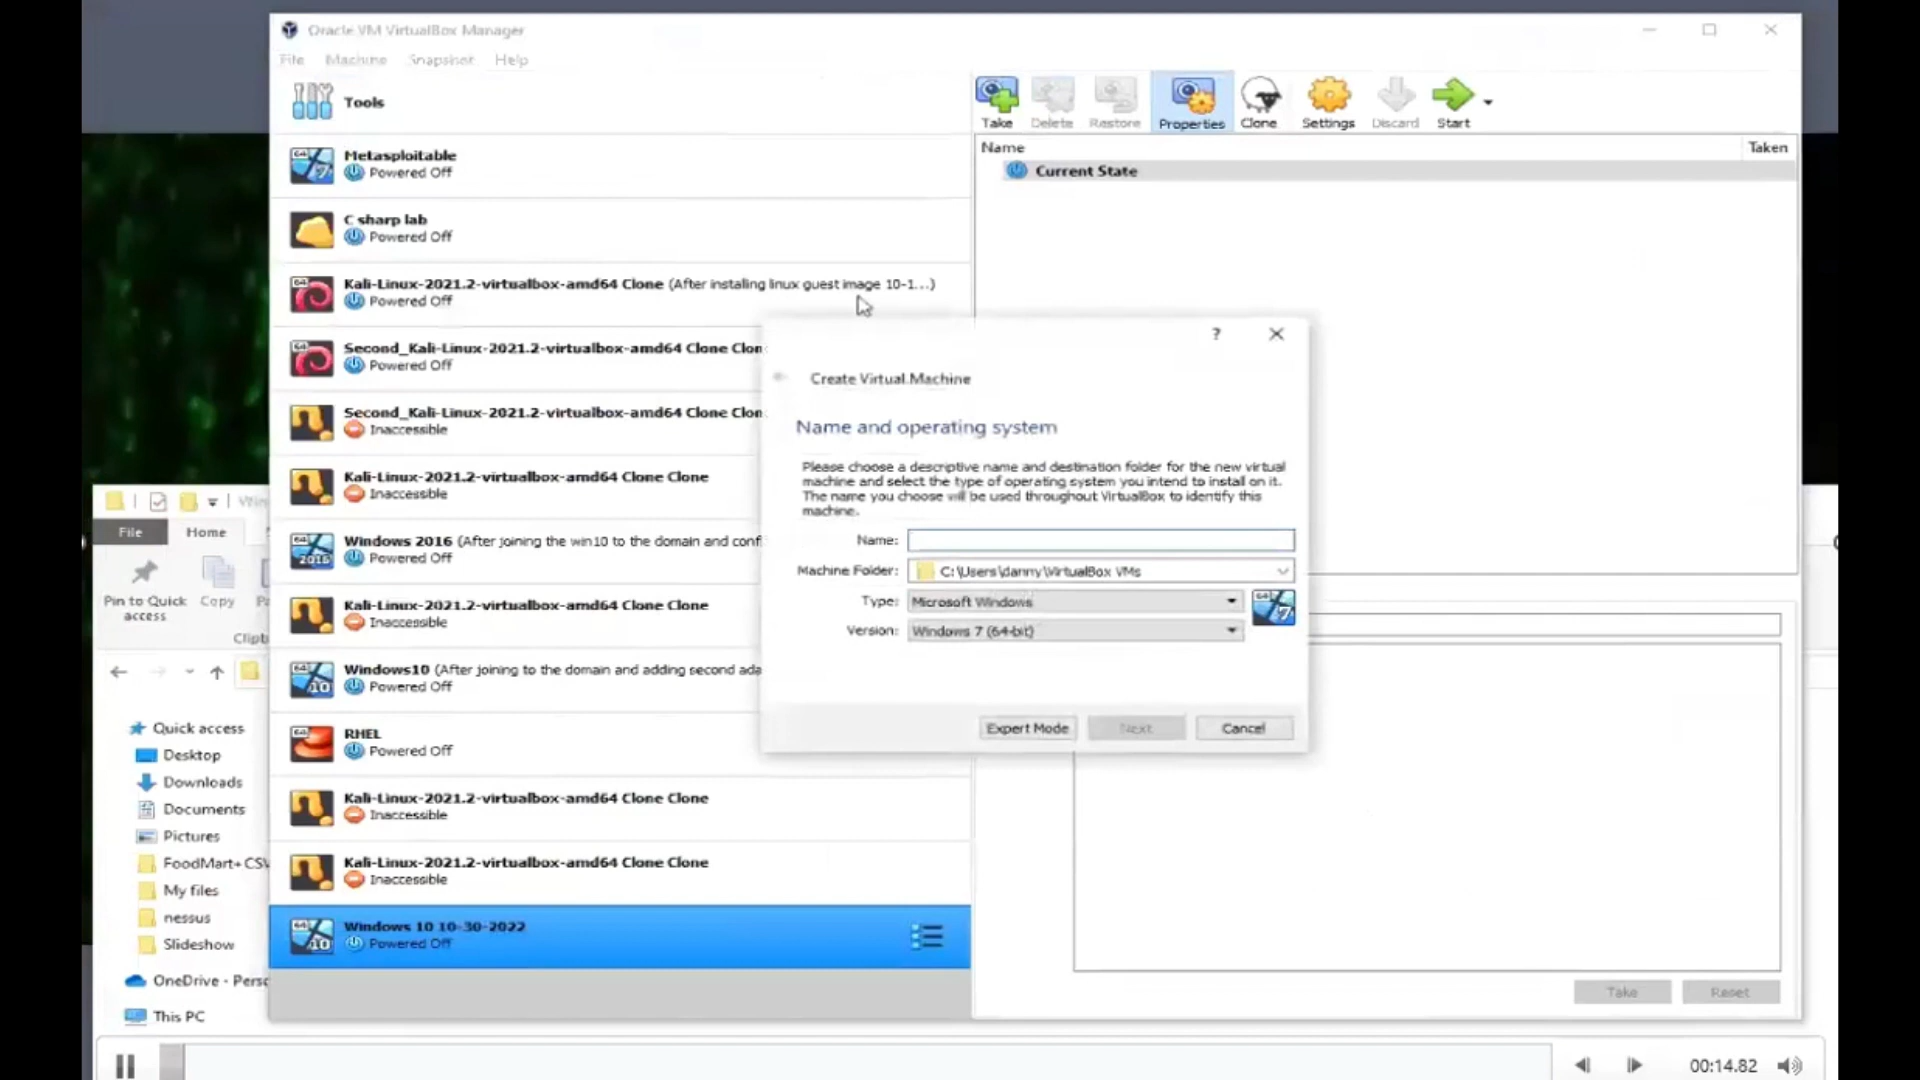 Oracle VM VirtualBox Manager
File Machine Snapshot Help
Tools
Take Delete Restore Properties Clone Settings Discard Start
Name Taken
Current State
Metasploitable
Powered Off
C sharp lab
Powered Off
Kali-Linux-2021.2-virtualbox-amd64 Clone (After installing linux guest image 10-1...)
Powered Off
Second_Kali-Linux-2021.2-virtualbox-amd64 Clone Clon
Powered Off
Second_Kali-Linux-2021.2-virtualbox-amd64 Clone Clon
Inaccessible
Kali-Linux-2021.2-virtualbox-amd64 Clone Clone
Inaccessible
Windows 2016 (After joining the win10 to the domain and conf
Powered Off
Kali-Linux-2021.2-virtualbox-amd64 Clone Clone
Inaccessible
Windows10 (After joining to the domain and adding second ada
Powered Off
RHEL
Powered Off
Kali-Linux-2021.2-virtualbox-amd64 Clone Clone
Inaccessible
Kali-Linux-2021.2-virtualbox-amd64 Clone Clone
Inaccessible
Windows 10 10-30-2022
Powered Off
?
Create Virtual Machine
Name and operating system
Please choose a descriptive name and destination folder for the new virtual
machine and select the type of operating system you intend to install on it.
The name you choose will be used throughout VirtualBox to identify this
machine.
Name:
Machine Folder: C:\Users\danny\VirtualBox VMs
Type: Microsoft Windows
Version: Windows 7 (64-bit)
Expert Mode Next Cancel
Take Reset
File Home
Pin to Quick
access
Copy
Clipb
Quick access
Desktop
Downloads
Documents
Pictures
FoodMart+ CSV
My files
nessus
Slideshow
OneDrive - Perso
This PC
00:14.82